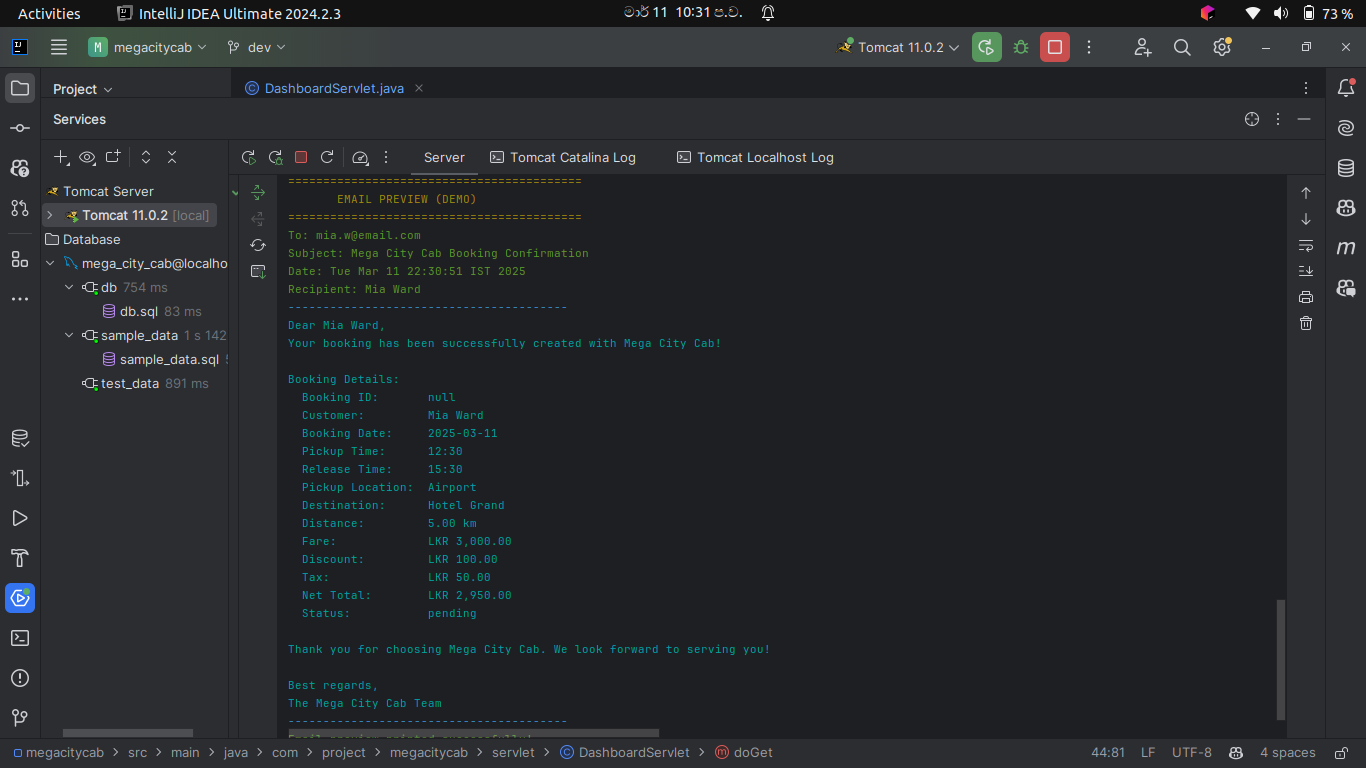 Activities IntelliJ IDEA Ultimate 2024.2.3 මාර් 11 10:31 ප.ව. 73 %
M megacitycab dev Tomcat 11.0.2
Project DashboardServlet.java
Services
Server Tomcat Catalina Log Tomcat Localhost Log
Tomcat Server
Tomcat 11.0.2 [local]
Database
mega_city_cab@localho
db 754 ms
db.sql 83 ms
sample_data 1 s 142
sample_data.sql
test_data 891 ms
==========================================
EMAIL PREVIEW (DEMO)
==========================================
To: mia.w@email.com
Subject: Mega City Cab Booking Confirmation
Date: Tue Mar 11 22:30:51 IST 2025
Recipient: Mia Ward
----------------------------------------
Dear Mia Ward,
Your booking has been successfully created with Mega City Cab!
Booking Details:
Booking ID: null
Customer: Mia Ward
Booking Date: 2025-03-11
Pickup Time: 12:30
Release Time: 15:30
Pickup Location: Airport
Destination: Hotel Grand
Distance: 5.00 km
Fare: LKR 3,000.00
Discount: LKR 100.00
Tax: LKR 50.00
Net Total: LKR 2,950.00
Status: pending
Thank you for choosing Mega City Cab. We look forward to serving you!
Best regards,
The Mega City Cab Team
----------------------------------------
megacitycab > src > main > java > com > project > megacitycab > servlet > DashboardServlet > doGet 44:81 LF UTF-8 4 spaces